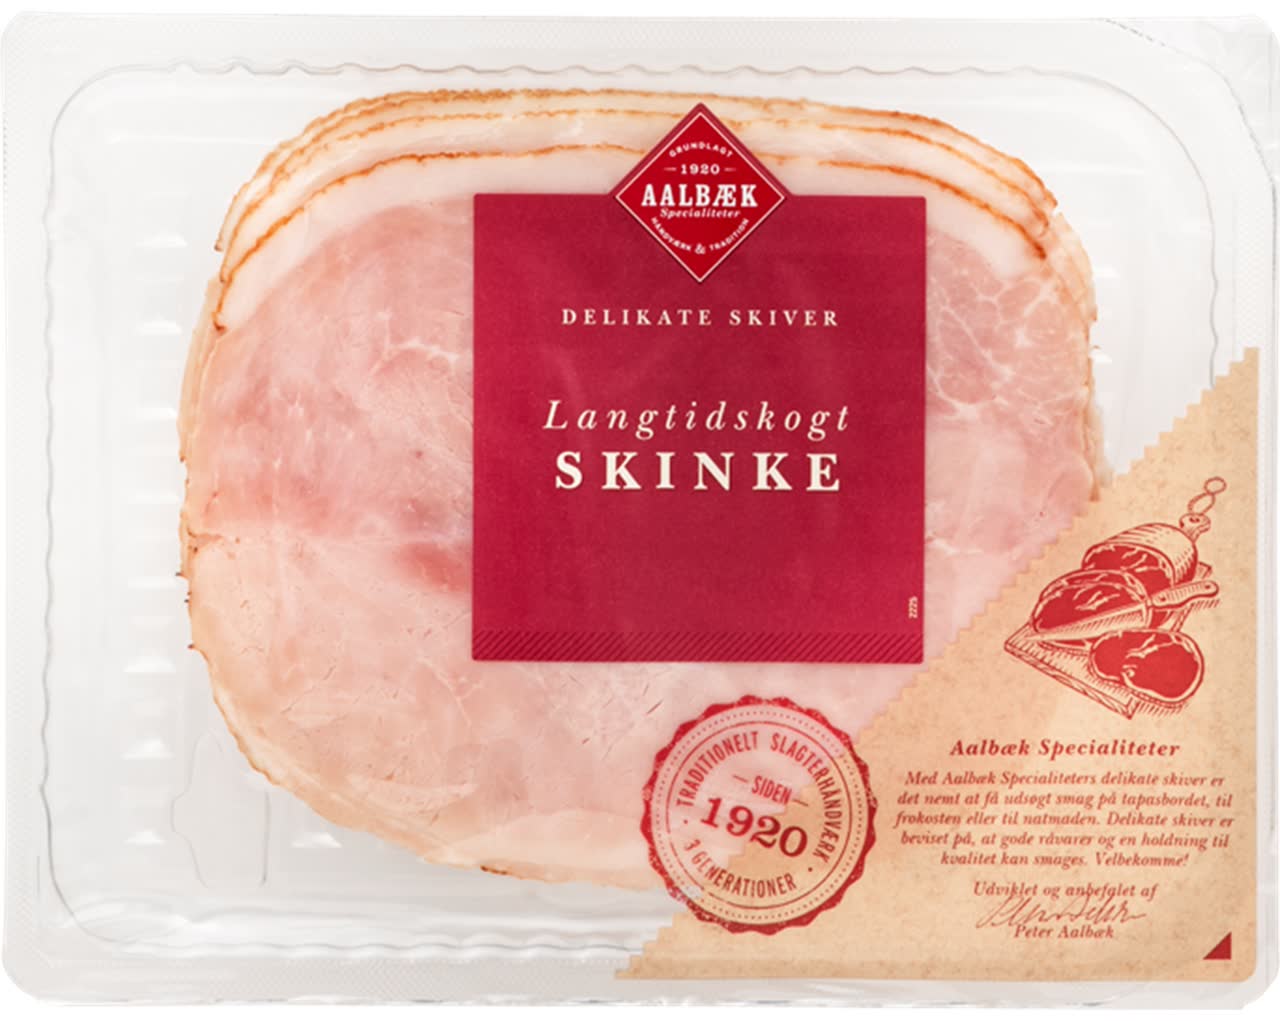 GRUNDLAGT
1920
AALBÆK
Specialiteter
HÅNDVÆRK & TRADITION
DELIKATE SKIVER
Langtidskogt
SKINKE
2225
TRADITIONELT SLAGTERHÅNDVÆRK
SIDEN
1920
3 GENERATIONER
Aalbæk Specialiteter
Med Aalbæk Specialiteters delikate skiver er
det nemt at få udsøgt smag på tapasbordet, til
frokosten eller til natmaden. Delikate skiver er
beviset på, at gode råvarer og en holdning til
kvalitet kan smages. Velbekomme!
Udviklet og anbefalet af
Peter Aalbæk